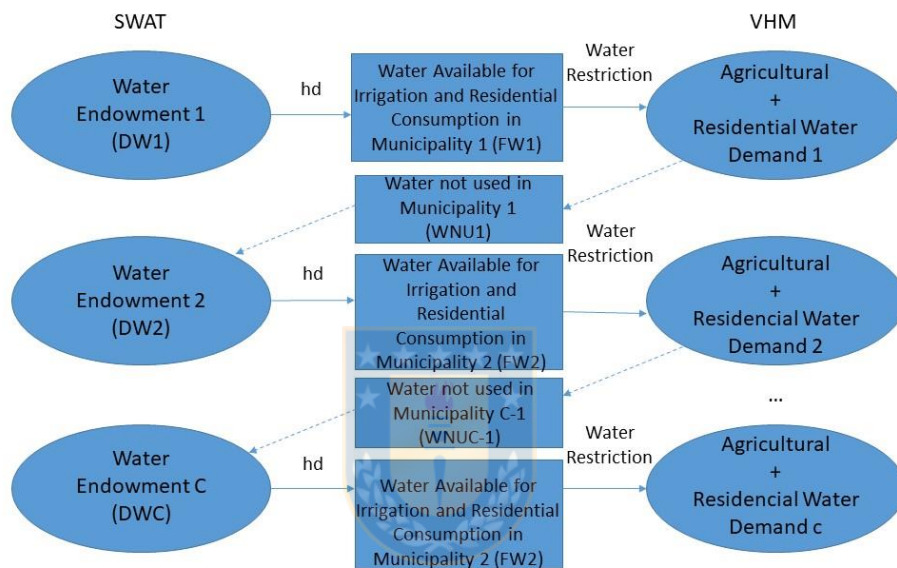 SWAT
VHM
Water
Endowment 1
(DW1)
hd
Water Available for
Irrigation and Residential
Consumption in
Municipality 1 (FW1)
Water
Restriction
Agricultural
+
Residential Water
Demand 1
Water not used in
Municipality 1
(WNU1)
Water
Endowment 2
(DW2)
hd
Water Available for
Irrigation and
Residential
Consumption in
Municipality 2 (FW2)
Water
Restriction
Agricultural
+
Residencial Water
Demand 2
Water not used in
Municipality C-1
(WNUC-1)
...
Water
Endowment C
(DWC)
hd
Water Available for
Irrigation and Residential
Consumption in
Municipality 2 (FW2)
Water
Restriction
Agricultural
+
Residencial Water
Demand c